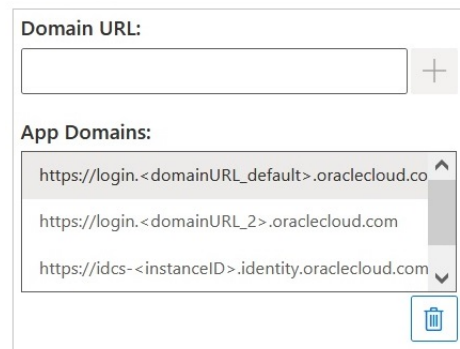 Domain URL:
App Domains:
https://login.<domainURL_default>.oraclecloud.co
https://login.<domainURL_2>.oraclecloud.com
https://idcs-<instanceID>.identity.oraclecloud.com